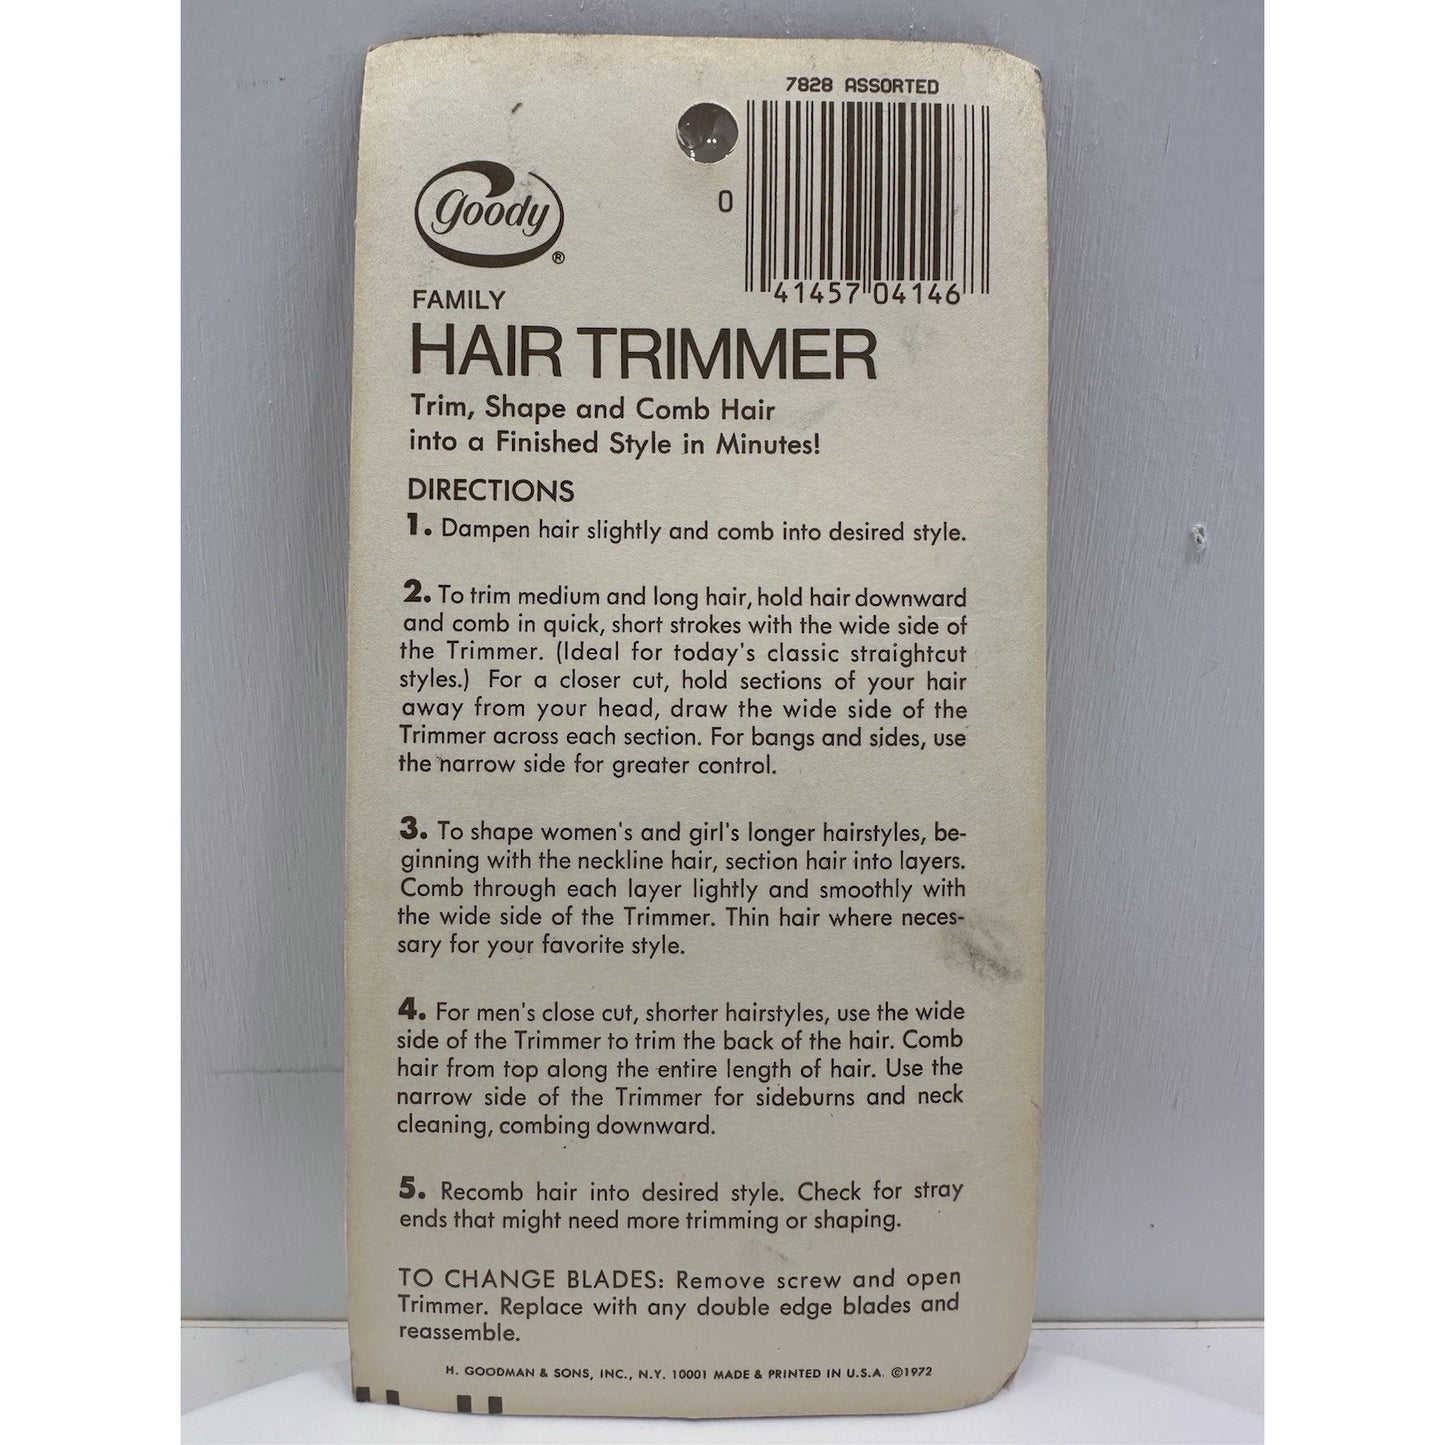 7828 ASSORTED
0
41457 04146
goody ®
FAMILY
HAIR TRIMMER
Trim, Shape and Comb Hair
into a Finished Style in Minutes!
DIRECTIONS
1. Dampen hair slightly and comb into desired style.
2. To trim medium and long hair, hold hair downward
and comb in quick, short strokes with the wide side of
the Trimmer. (Ideal for today's classic straightcut
styles.) For a closer cut, hold sections of your hair
away from your head, draw the wide side of the
Trimmer across each section. For bangs and sides, use
the narrow side for greater control.
3. To shape women's and girl's longer hairstyles, be-
ginning with the neckline hair, section hair into layers.
Comb through each layer lightly and smoothly with
the wide side of the Trimmer. Thin hair where neces-
sary for your favorite style.
4. For men's close cut, shorter hairstyles, use the wide
side of the Trimmer to trim the back of the hair. Comb
hair from top along the entire length of hair. Use the
narrow side of the Trimmer for sideburns and neck
cleaning, combing downward.
5. Recomb hair into desired style. Check for stray
ends that might need more trimming or shaping.
TO CHANGE BLADES: Remove screw and open
Trimmer. Replace with any double edge blades and
reassemble.
H. GOODMAN & SONS, INC., N.Y. 10001 MADE & PRINTED IN U.S.A. ©1972